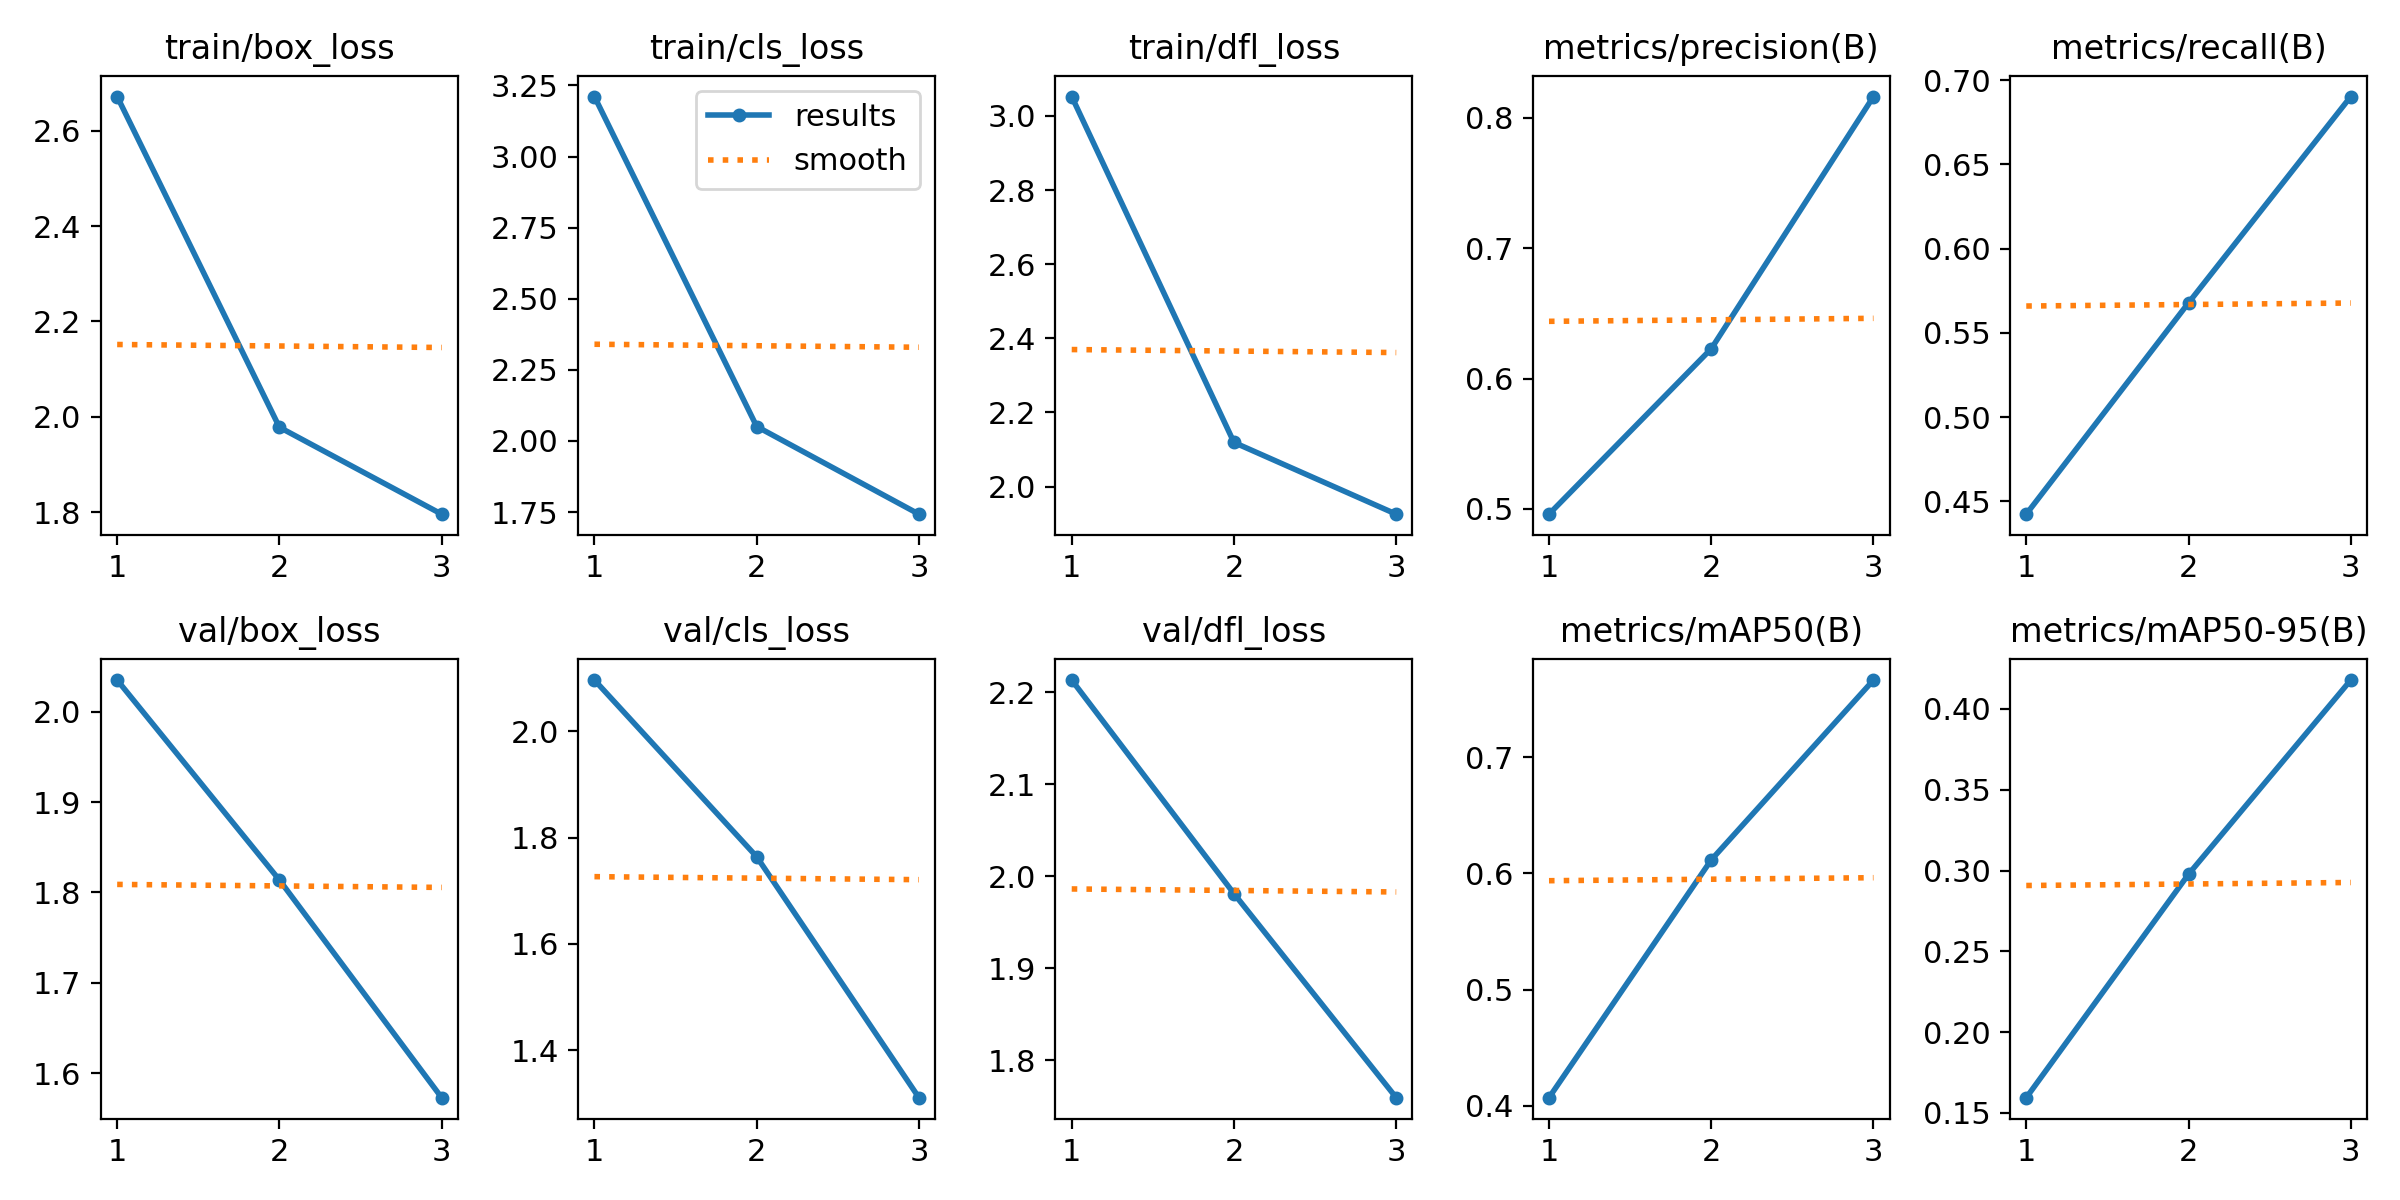 train/box_loss
train/cls_loss
train/dfl_loss
metrics/precision(B)
metrics/recall(B)
2.6
2.4
2.2
2.0
1.8
1 2 3
3.25
3.00
2.75
2.50
2.25
2.00
1.75
results
smooth
1 2 3
3.0
2.8
2.6
2.4
2.2
2.0
1 2 3
0.8
0.7
0.6
0.5
1 2 3
0.70
0.65
0.60
0.55
0.50
0.45
1 2 3
val/box_loss
val/cls_loss
val/dfl_loss
metrics/mAP50(B)
metrics/mAP50-95(B)
2.0
1.9
1.8
1.7
1.6
1 2 3
2.0
1.8
1.6
1.4
1 2 3
2.2
2.1
2.0
1.9
1.8
1 2 3
0.7
0.6
0.5
0.4
1 2 3
0.40
0.35
0.30
0.25
0.20
0.15
1 2 3